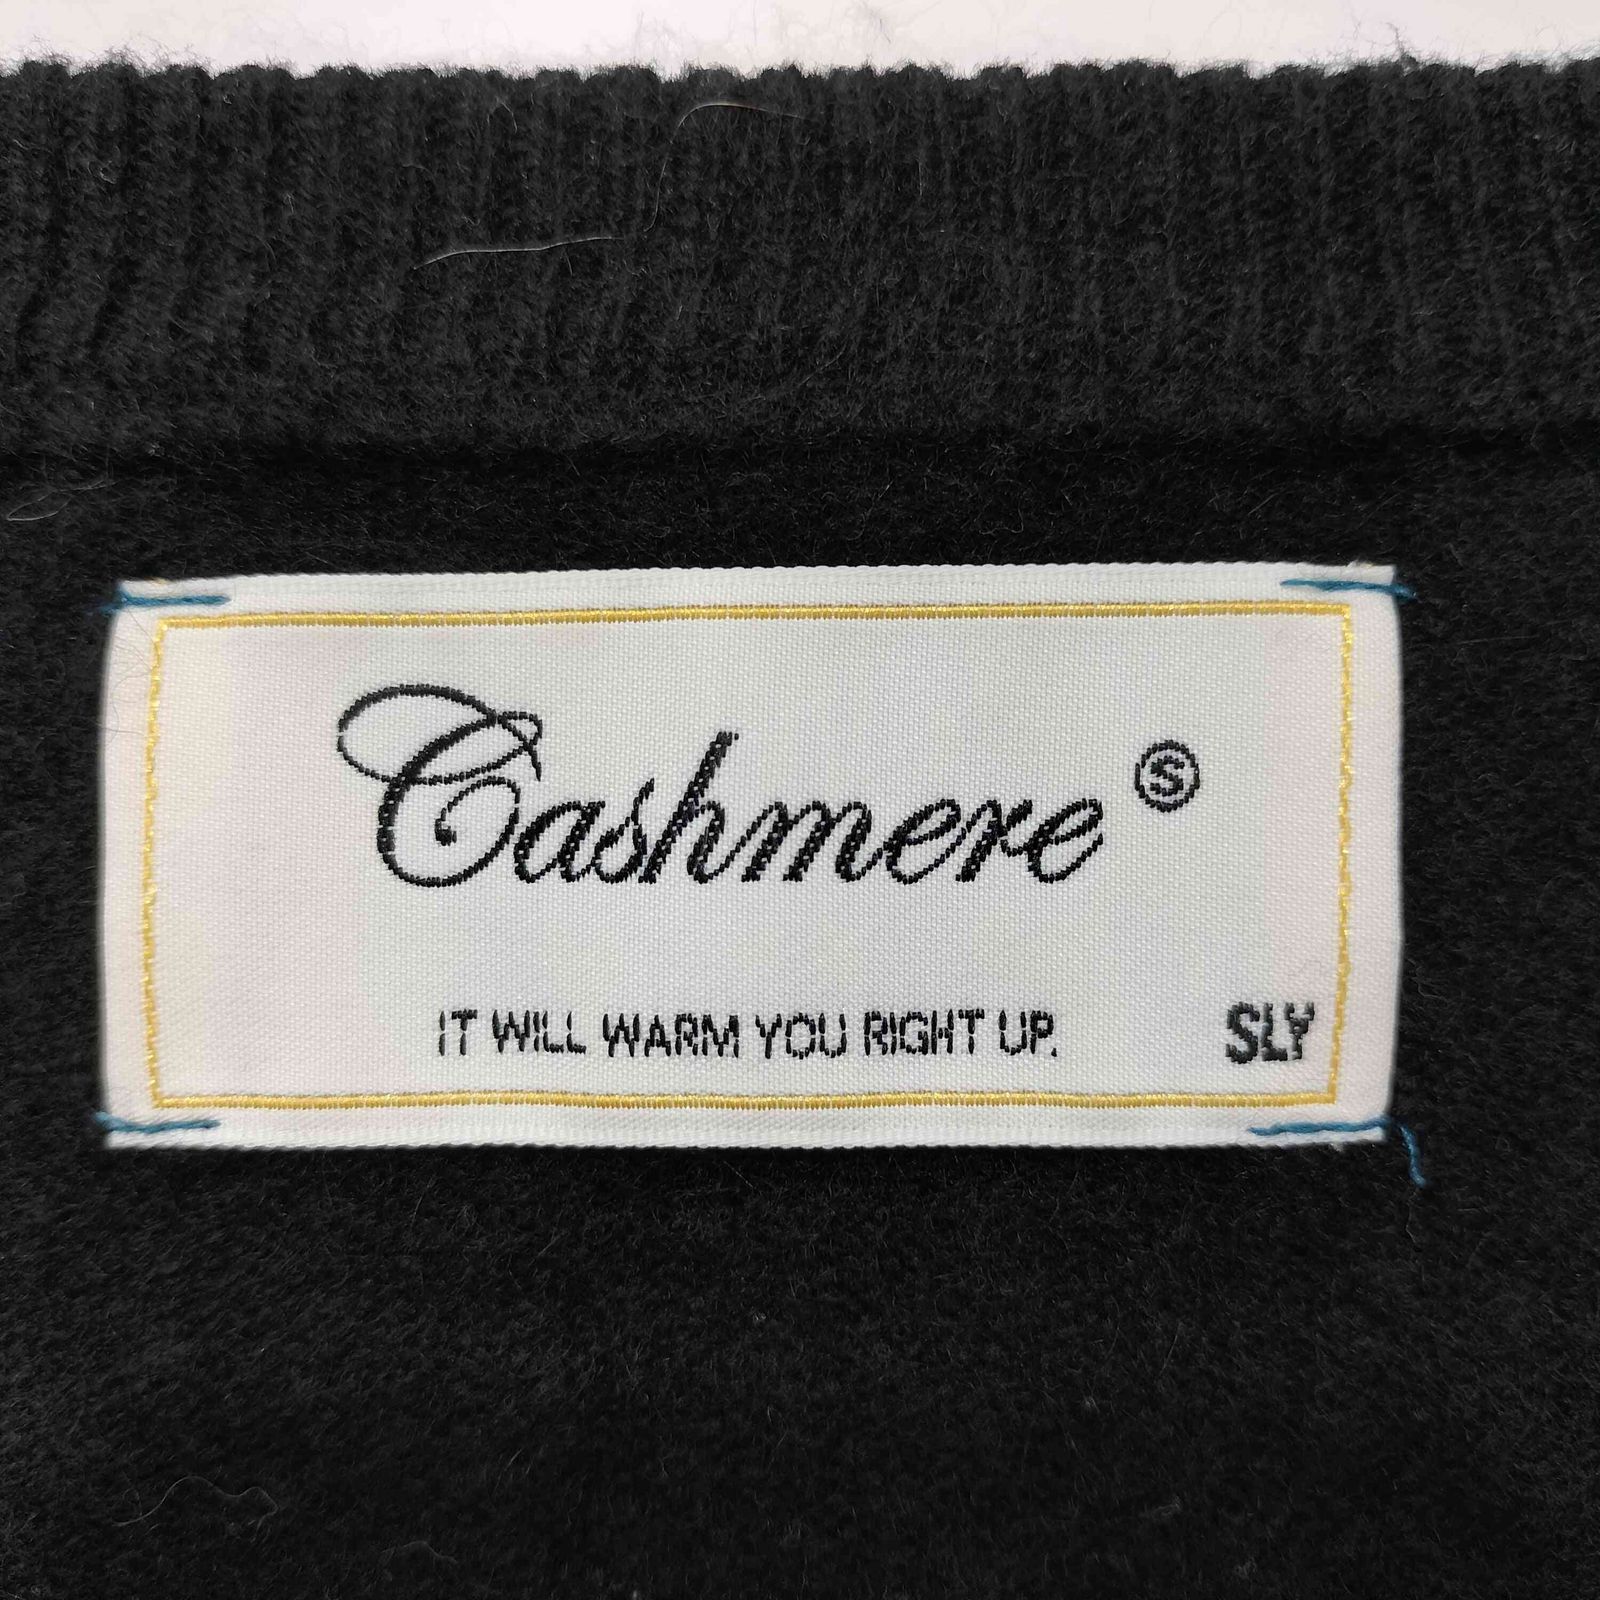 Cashmere Ⓢ
IT WILL WARM YOU RIGHT UP.
SLY